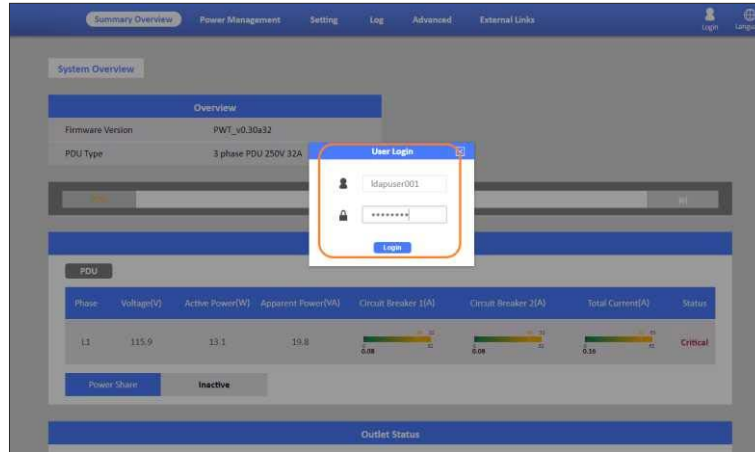 Summary Overview Power Management Setting Log Advanced External Links Login
System Overview
Overview
Firmware Version PWT_v0.30a32
PDU Type 3 phase PDU 250V 32A
User Login
ldapuser001
********
Login
PDU
Phase Voltage(V) Active Power(W) Apparent Power(VA) Circuit Breaker 1(A) Circuit Breaker 2(A) Total Current(A) Status
L1 115.9 13.1 19.8 Critical
0.08 0.09 0.16
Power Share Inactive
Outlet Status